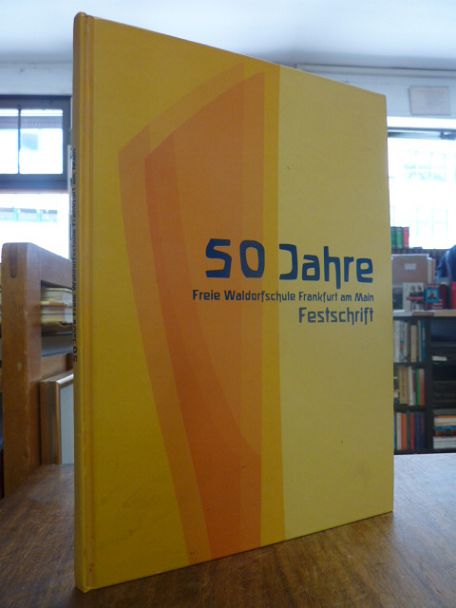 50 Jahre
Freie Waldorfschule Frankfurt am Main
Festschrift